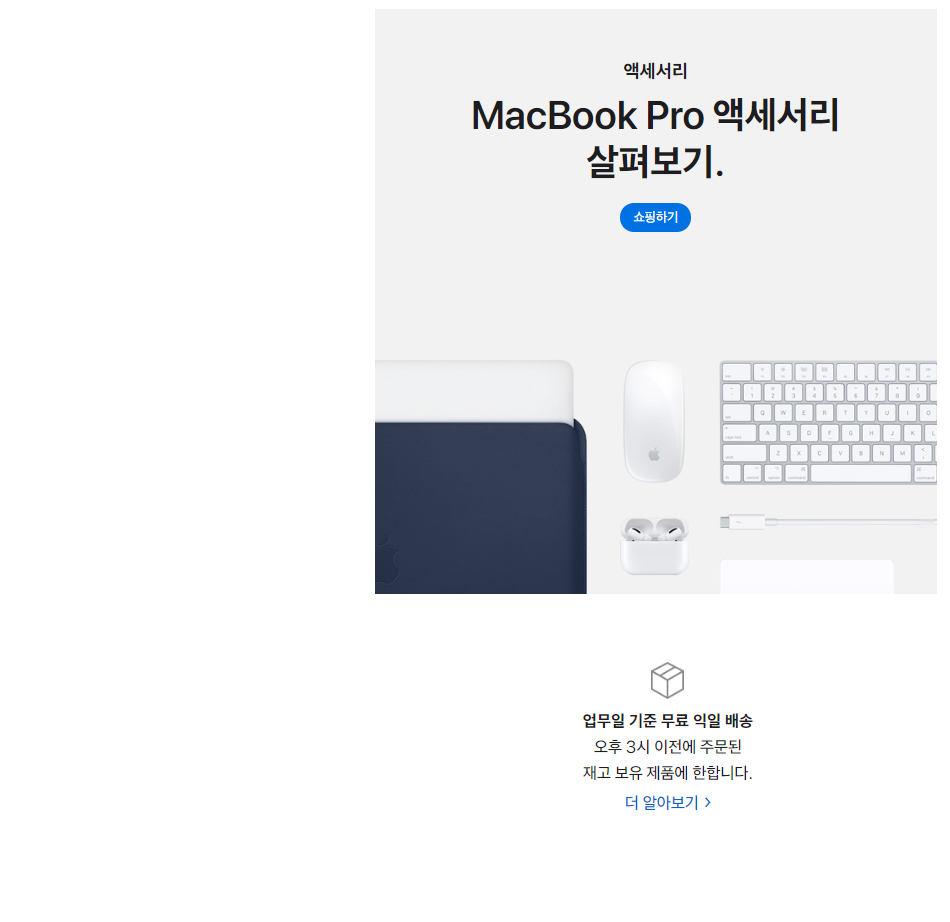 액세서리
MacBook Pro 액세서리
살펴보기.
쇼핑하기
업무일 기준 무료 익일 배송
오후 3시 이전에 주문된
재고 보유 제품에 한합니다.
더 알아보기 >